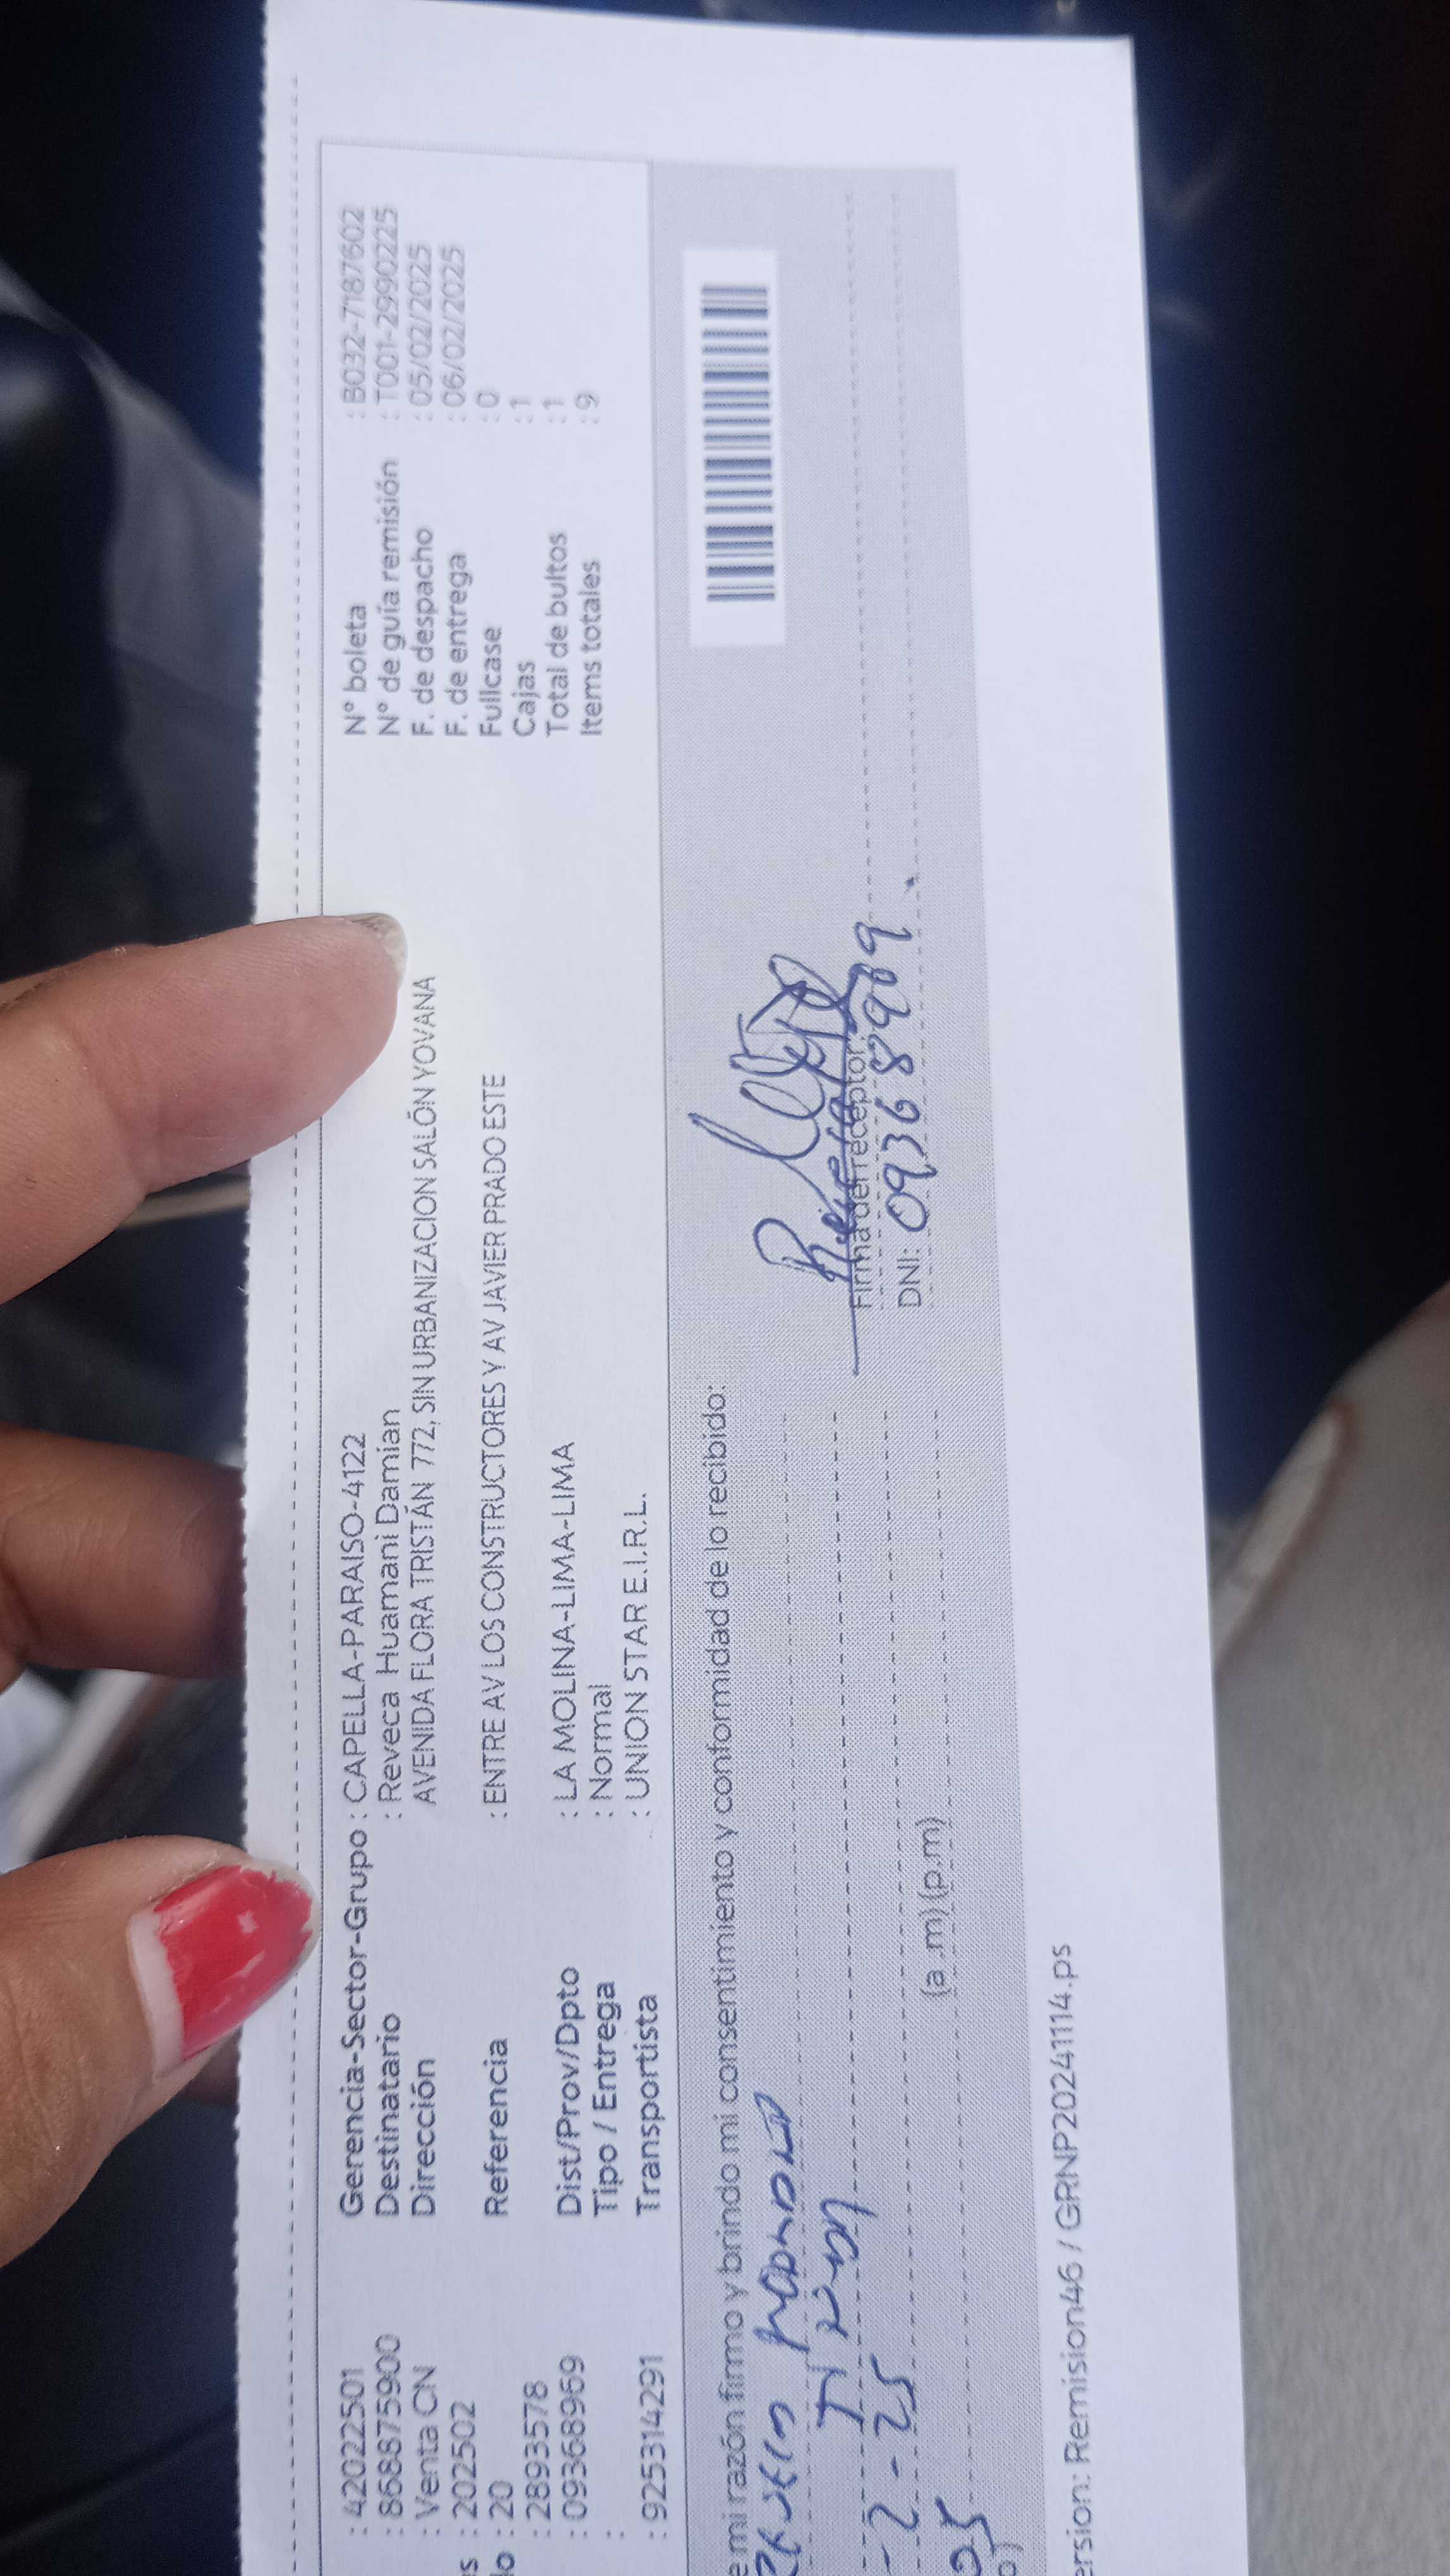 : 42022501 Gerencia-Sector-Grupo : CAPELLA-PARAISO-4122 N° boleta : B032-7187602
: 868875900 Destinatario : Reveca Huamani Damian N° de guía remisión : T001-2990225
: Venta CN Dirección AVENIDA FLORA TRISTÁN 772, SIN URBANIZACION SALÓN YOVANA F. de despacho : 05/02/2025
: 202502 F. de entrega : 06/02/2025
: 20 Referencia : ENTRE AV LOS CONSTRUCTORES Y AV JAVIER PRADO ESTE Fullcase : 0
: 2893578 Cajas : 1
: 09368969 Dist/Prov/Dpto : LA MOLINA-LIMA-LIMA Total de bultos : 1
: Tipo / Entrega : Normal Items totales : 9
: 925314291 Transportista : UNION STAR E.I.R.L.
mi razón firmo y brindo mi consentimiento y conformidad de lo recibido:
Firma del receptor:
- 2 - 25 DNI: 09368969
(a .m) (p.m)
ersion: Remision46 / GRNP20241114.ps